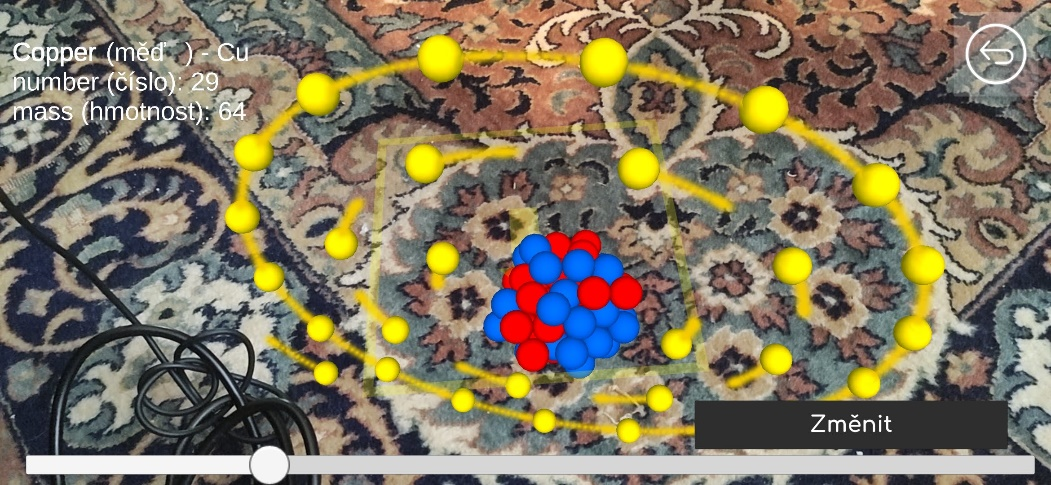 Copper (měď ) - Cu
number (číslo): 29
mass (hmotnost): 64
Změnit